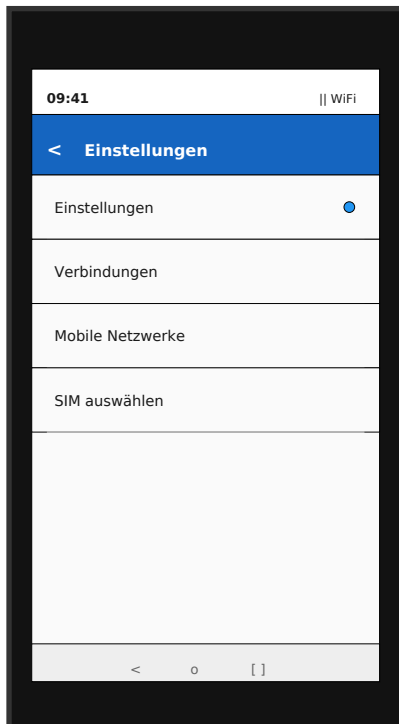 09:41 || WiFi
< Einstellungen
Einstellungen
Verbindungen
Mobile Netzwerke
SIM auswählen
< o [ ]